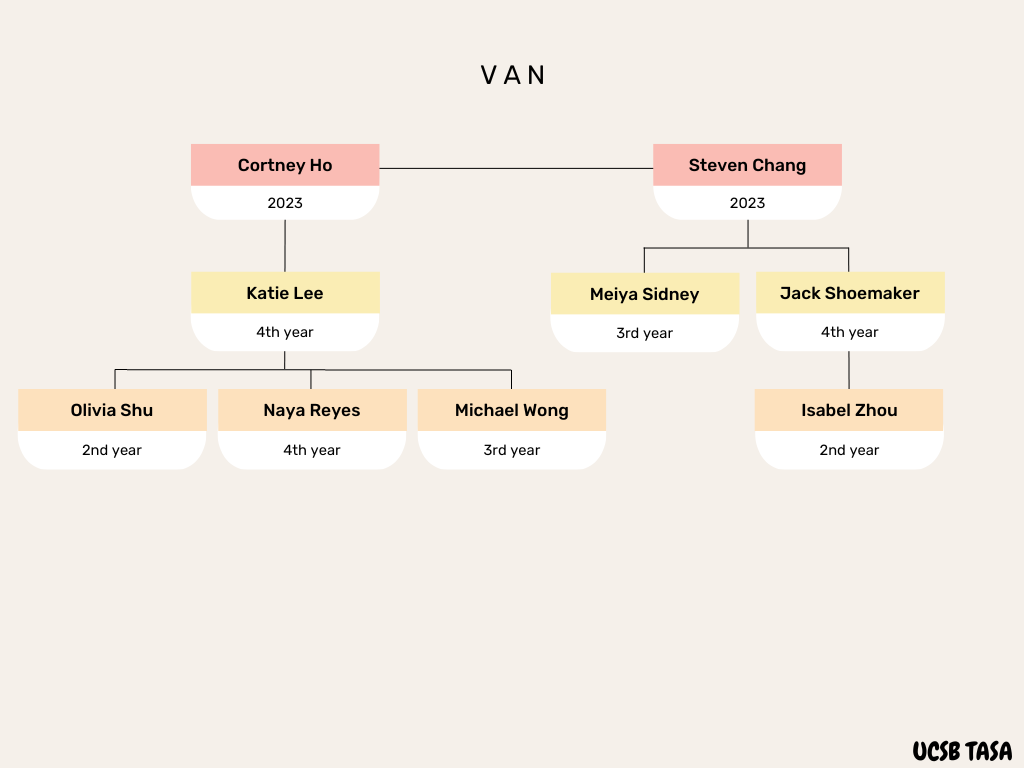 VAN
Cortney Ho
2023
Steven Chang
2023
Katie Lee
4th year
Meiya Sidney
3rd year
Jack Shoemaker
4th year
Olivia Shu
2nd year
Naya Reyes
4th year
Michael Wong
3rd year
Isabel Zhou
2nd year
UCSB TASA